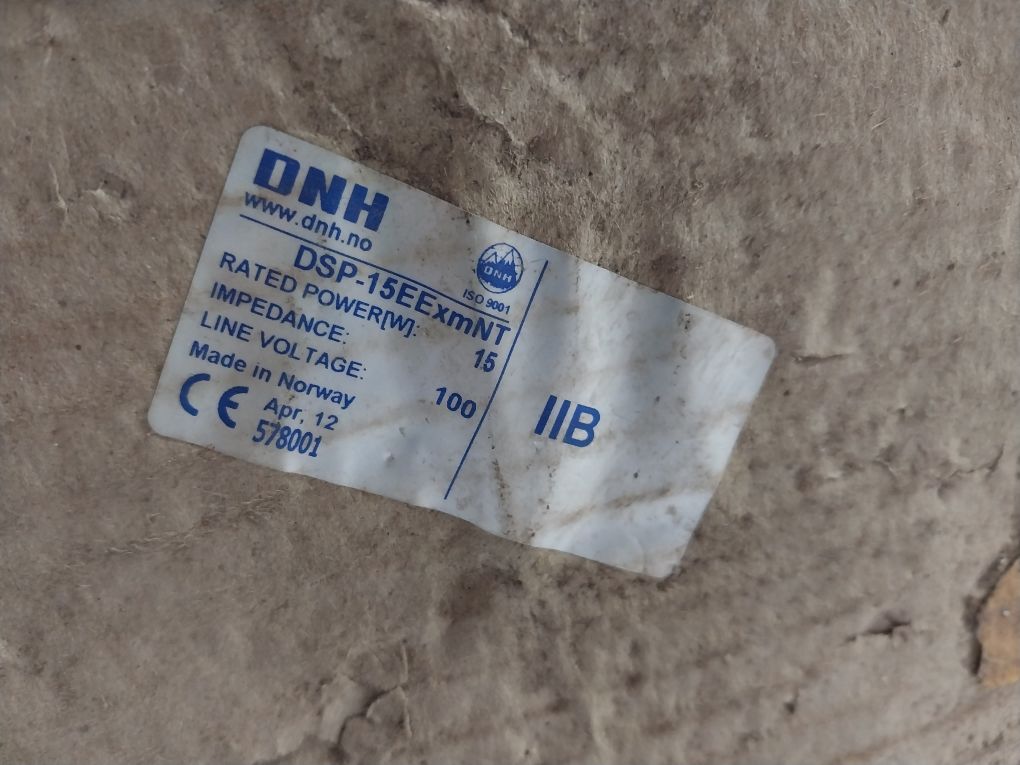 DNH
www.dnh.no
DNH
ISO 9001
DSP-15EExmNT
RATED POWER[W]: 15
IMPEDANCE:
LINE VOLTAGE: 100
Made in Norway
CE Apr, 12
578001
IIB